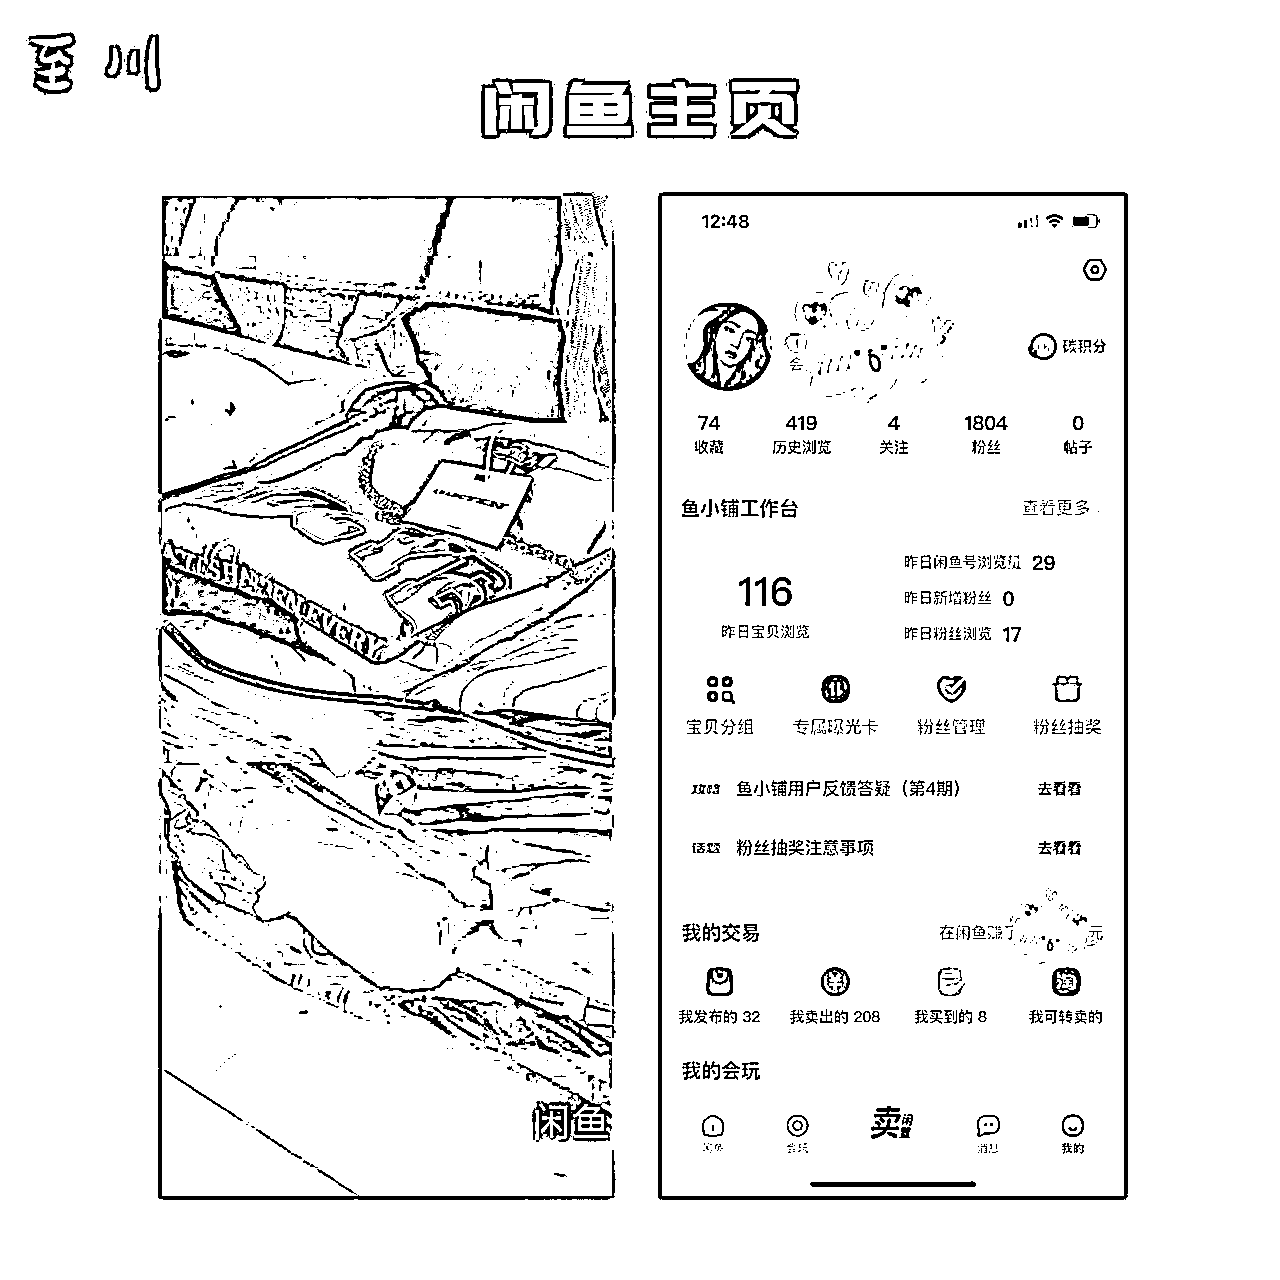 至川
闲鱼主页
12:48
碳积分
74
419
4
1804
0
收藏
历史浏览
关注
粉丝
帖子
鱼小铺工作台
查看更多
昨日闲鱼号浏览量 29
116
昨日新增粉丝 0
昨日宝贝浏览
昨日粉丝浏览 17
宝贝分组
专属曝光卡
粉丝管理
粉丝抽奖
鱼小铺用户反馈答疑（第4期）
去看看
话题
粉丝抽奖注意事项
去看看
我的交易
在闲鱼赚了
元
我发布的 32
我卖出的 208
我买到的 8
我可转卖的
我的会玩
卖闲置
闲鱼
会玩
消息
我的
EVERY
闲鱼